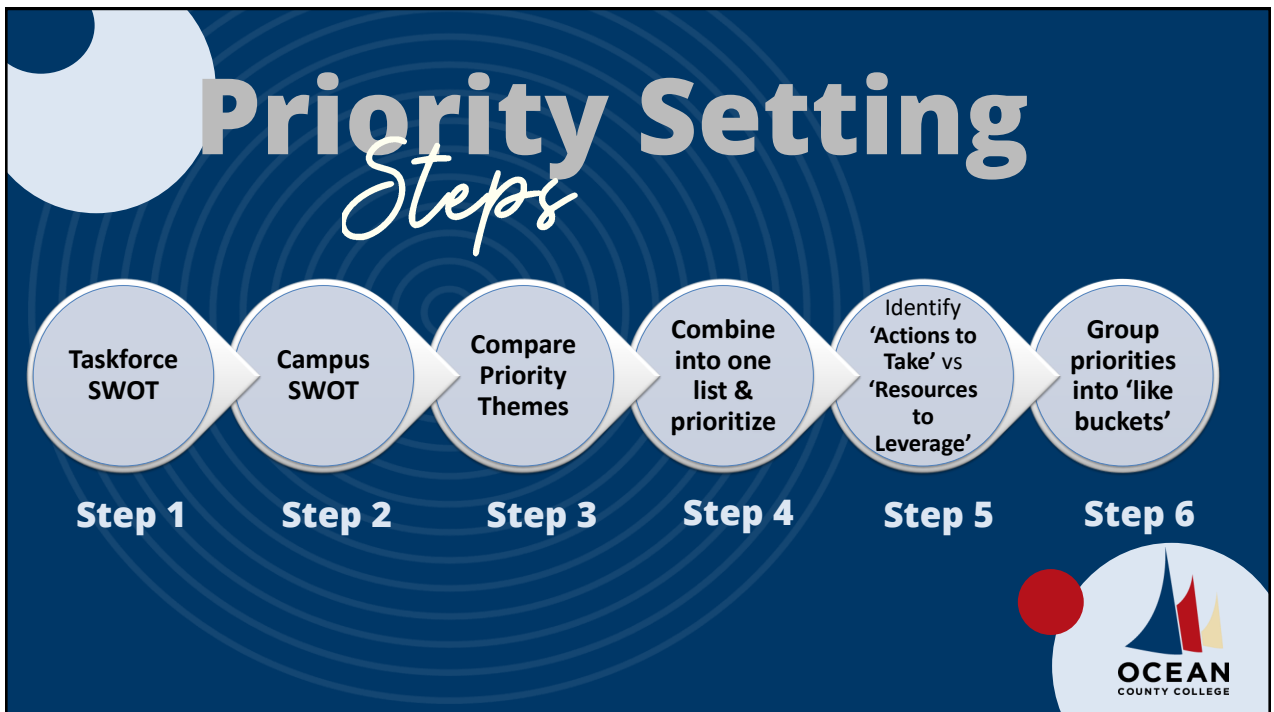 Priority Setting
Steps
Taskforce
SWOT
Campus
SWOT
Compare
Priority
Themes
Combine
into one
list &
prioritize
Identify
‘Actions to
Take’ vs
‘Resources
to
Leverage’
Group
priorities
into ‘like
buckets’
Step 1
Step 2
Step 3
Step 4
Step 5
Step 6
OCEAN
COUNTY COLLEGE